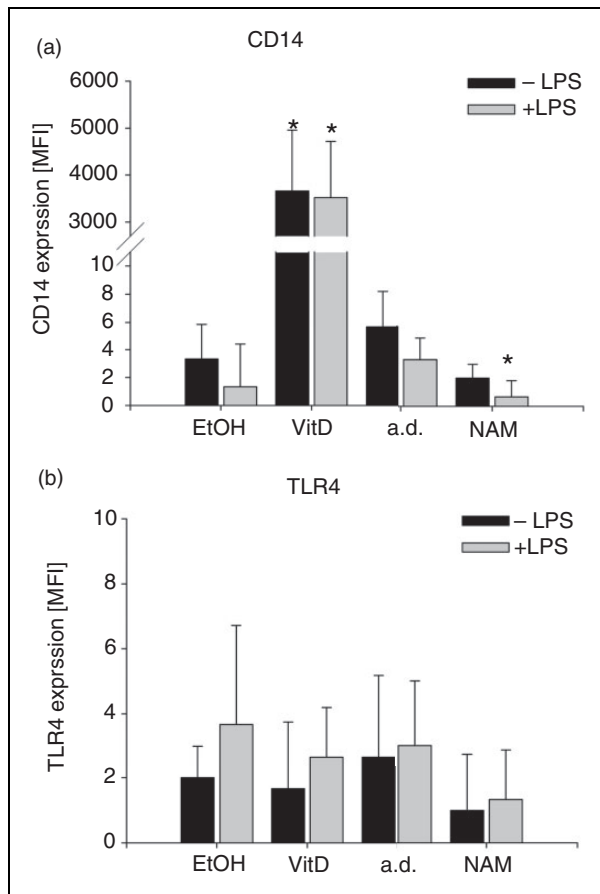 (a)
CD14
– LPS
+LPS
CD14 exprssion [MFI]
6000
5000
4000
3000
10
8
6
4
2
0
* *
*
EtOH VitD a.d. NAM
(b)
TLR4
– LPS
+LPS
TLR4 exprssion [MFI]
10
8
6
4
2
0
EtOH VitD a.d. NAM